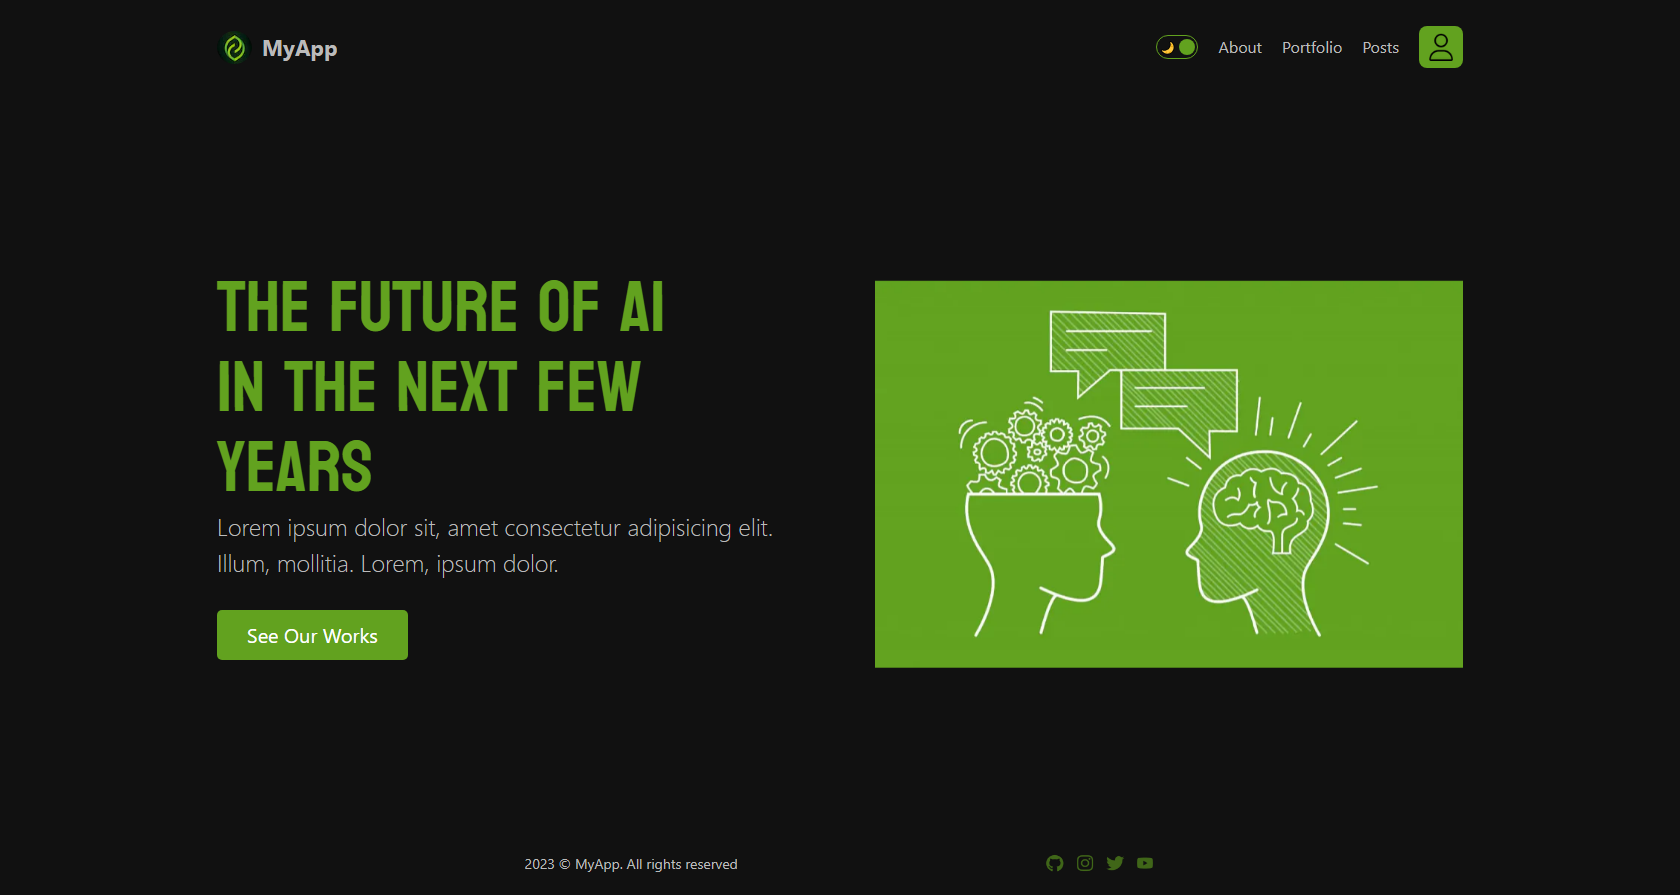 MyApp
About
Portfolio
Posts
THE FUTURE OF AI
IN THE NEXT FEW
YEARS
Lorem ipsum dolor sit, amet consectetur adipisicing elit.
Illum, mollitia. Lorem, ipsum dolor.
See Our Works
2023 © MyApp. All rights reserved